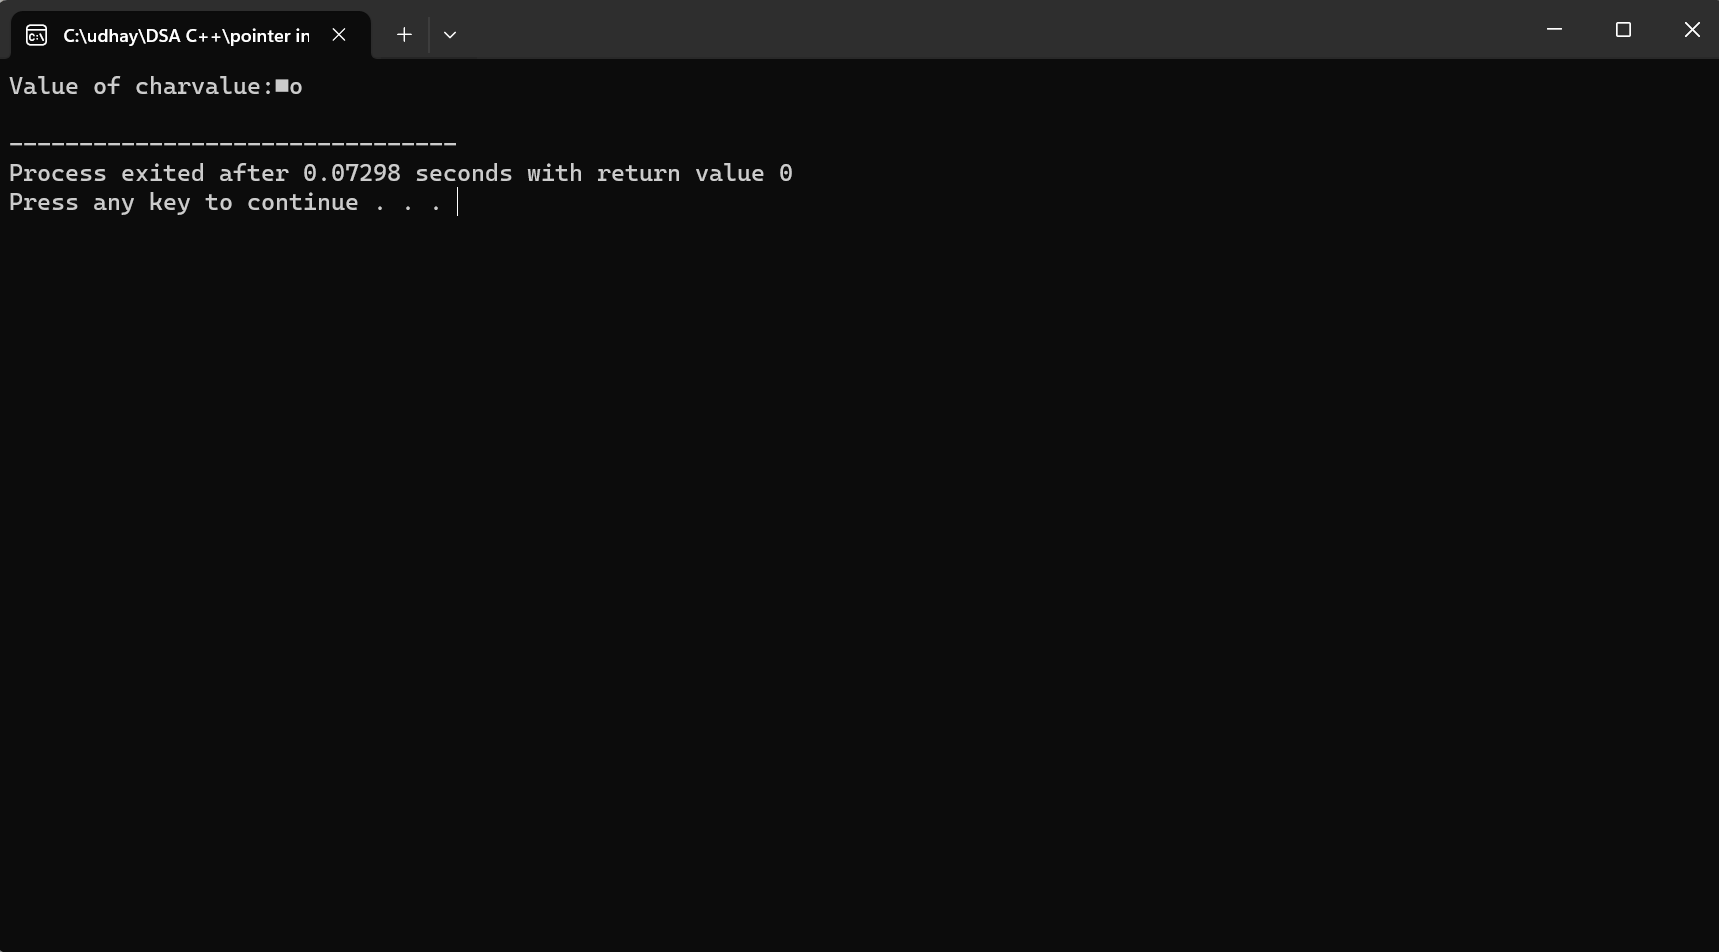 C:\udhay\DSA C++\pointer in
Value of charvalue:■o
--------------------------------
Process exited after 0.07298 seconds with return value 0
Press any key to continue . . .